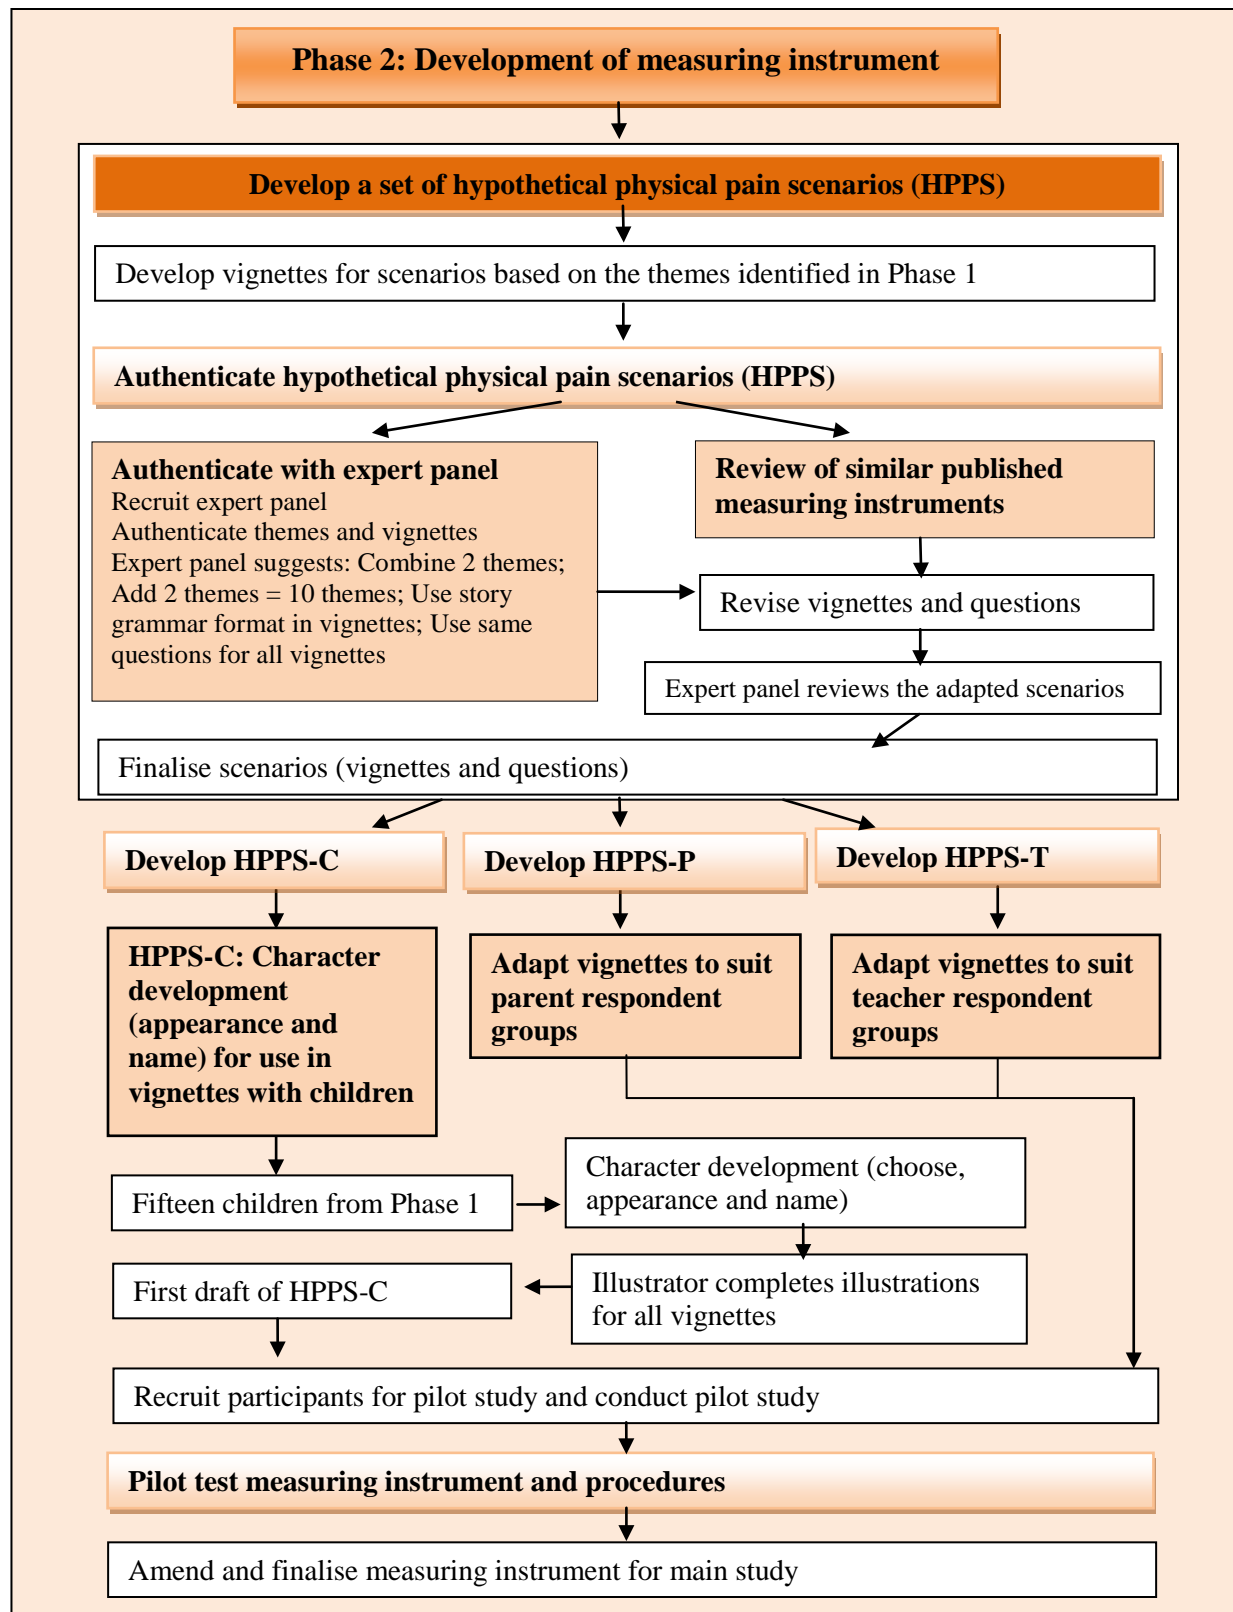 Phase 2: Development of measuring instrument
Develop a set of hypothetical physical pain scenarios (HPPS)
Develop vignettes for scenarios based on the themes identified in Phase 1
Authenticate hypothetical physical pain scenarios (HPPS)
Authenticate with expert panel
Recruit expert panel
Authenticate themes and vignettes
Expert panel suggests: Combine 2 themes;
Add 2 themes = 10 themes; Use story
grammar format in vignettes; Use same
questions for all vignettes
Review of similar published
measuring instruments
Revise vignettes and questions
Expert panel reviews the adapted scenarios
Finalise scenarios (vignettes and questions)
Develop HPPS-C
Develop HPPS-P
Develop HPPS-T
HPPS-C: Character
development
(appearance and
name) for use in
vignettes with children
Adapt vignettes to suit
parent respondent
groups
Adapt vignettes to suit
teacher respondent
groups
Fifteen children from Phase 1
Character development (choose,
appearance and name)
Illustrator completes illustrations
for all vignettes
First draft of HPPS-C
Recruit participants for pilot study and conduct pilot study
Pilot test measuring instrument and procedures
Amend and finalise measuring instrument for main study